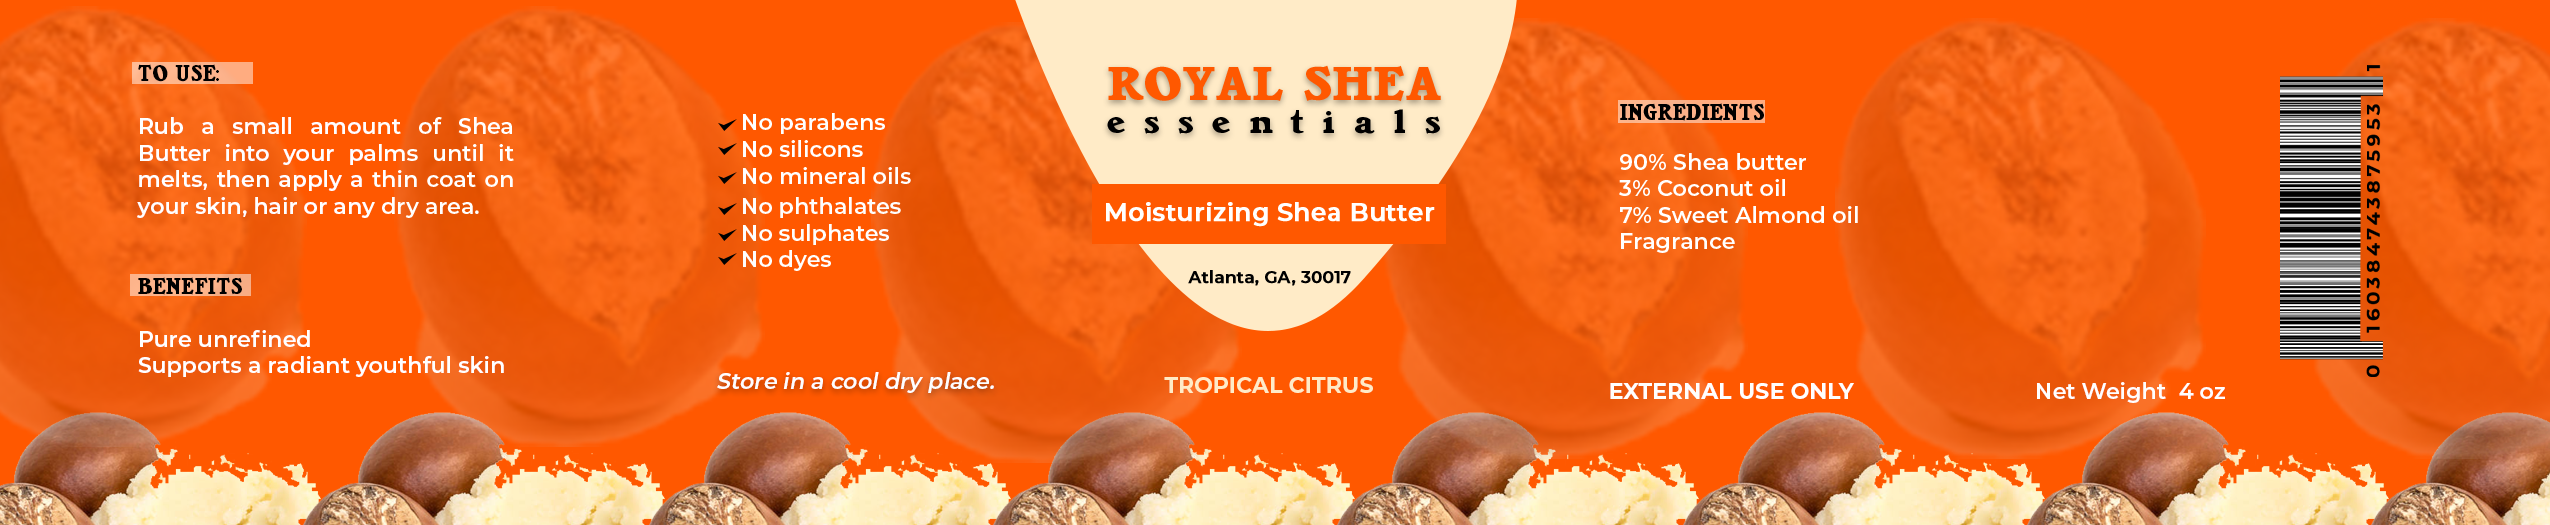 TO USE:
Rub a small amount of Shea
Butter into your palms until it
melts, then apply a thin coat on
your skin, hair or any dry area.
BENEFITS
Pure unrefined
Supports a radiant youthful skin
No parabens
No silicons
No mineral oils
No phthalates
No sulphates
No dyes
Store in a cool dry place.
ROYAL SHEA
essentials
Moisturizing Shea Butter
Atlanta, GA, 30017
TROPICAL CITRUS
INGREDIENTS
90% Shea butter
3% Coconut oil
7% Sweet Almond oil
Fragrance
EXTERNAL USE ONLY
Net Weight 4 oz
0 16038474387 5953 1